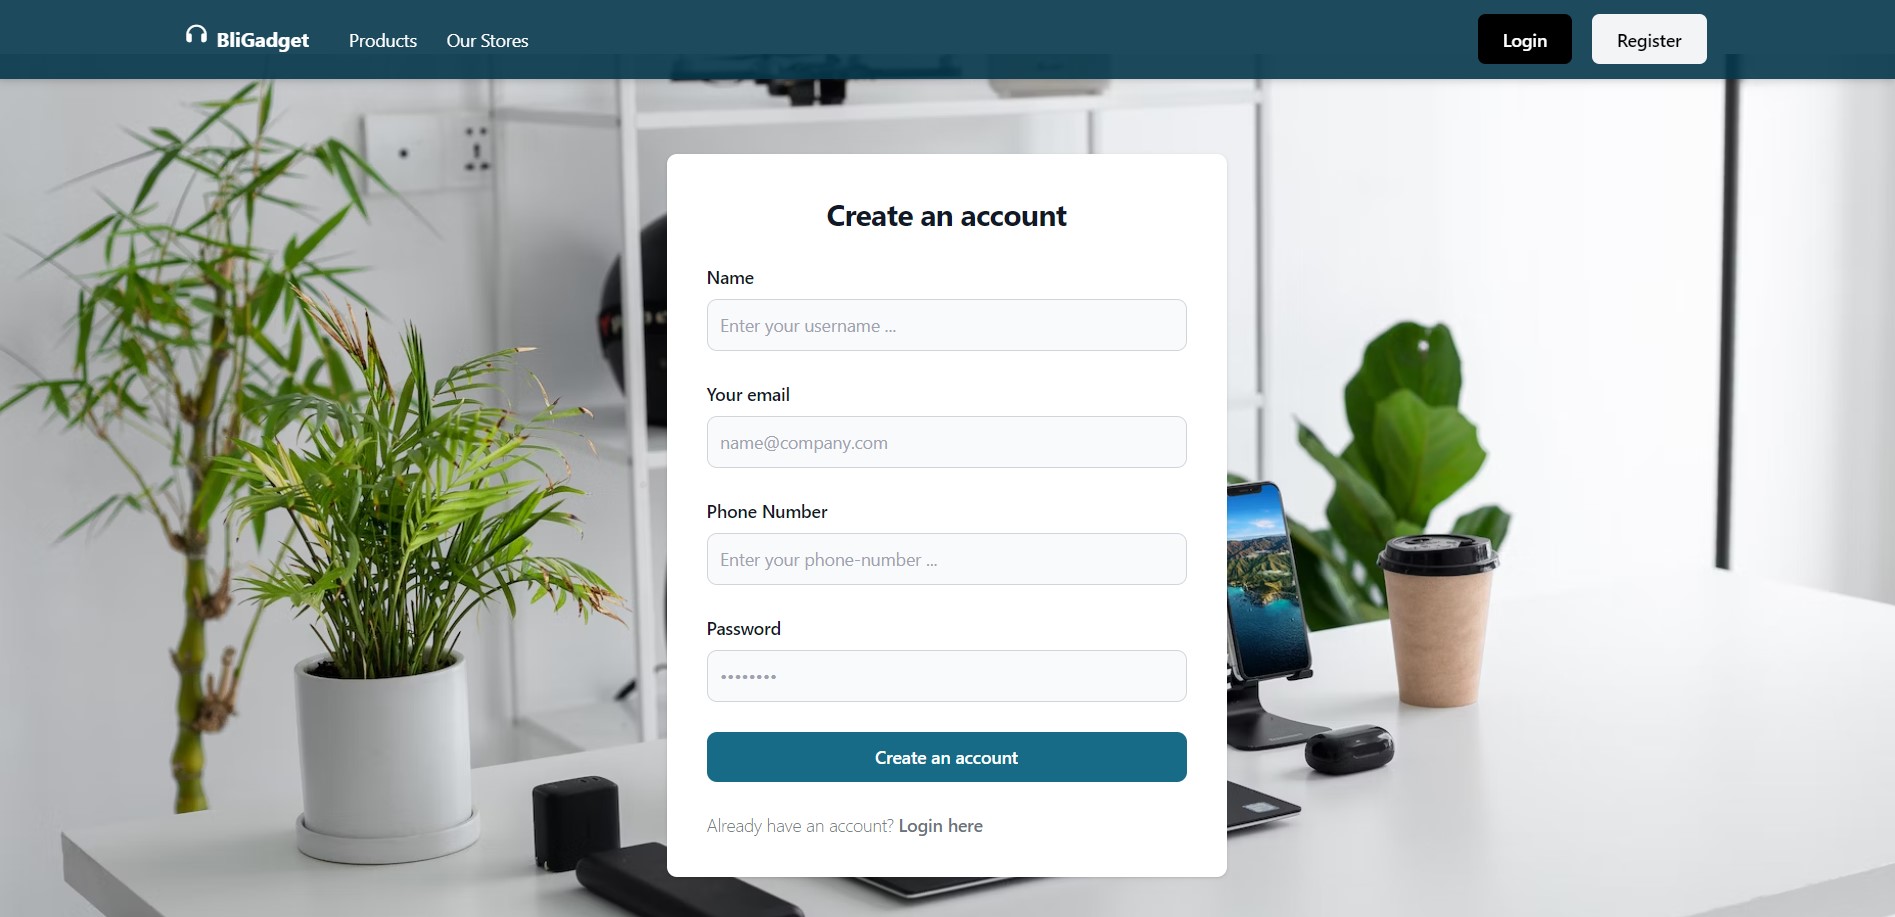 BliGadget
Products
Our Stores
Login
Register
Create an account
Name
Enter your username ...
Your email
name@company.com
Phone Number
Enter your phone-number ...
Password
••••••••
Create an account
Already have an account? Login here